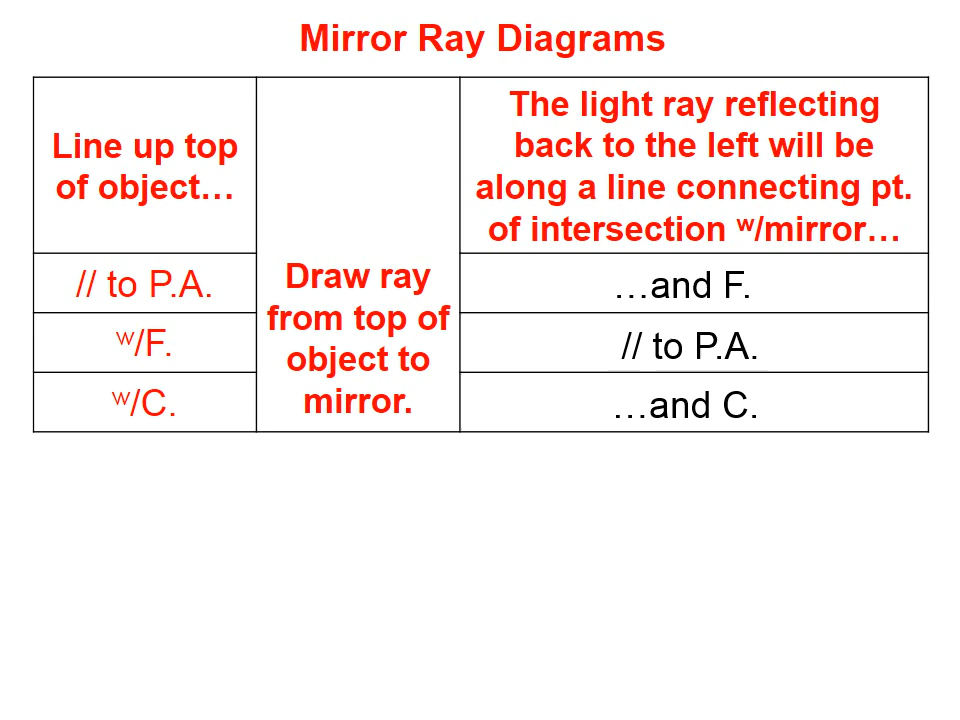 Mirror Ray Diagrams
Line up top
of object…
Draw ray
from top of
object to
mirror.
The light ray reflecting
back to the left will be
along a line connecting pt.
of intersection w/mirror…
// to P.A.
…and F.
w/F.
// to P.A.
w/C.
…and C.